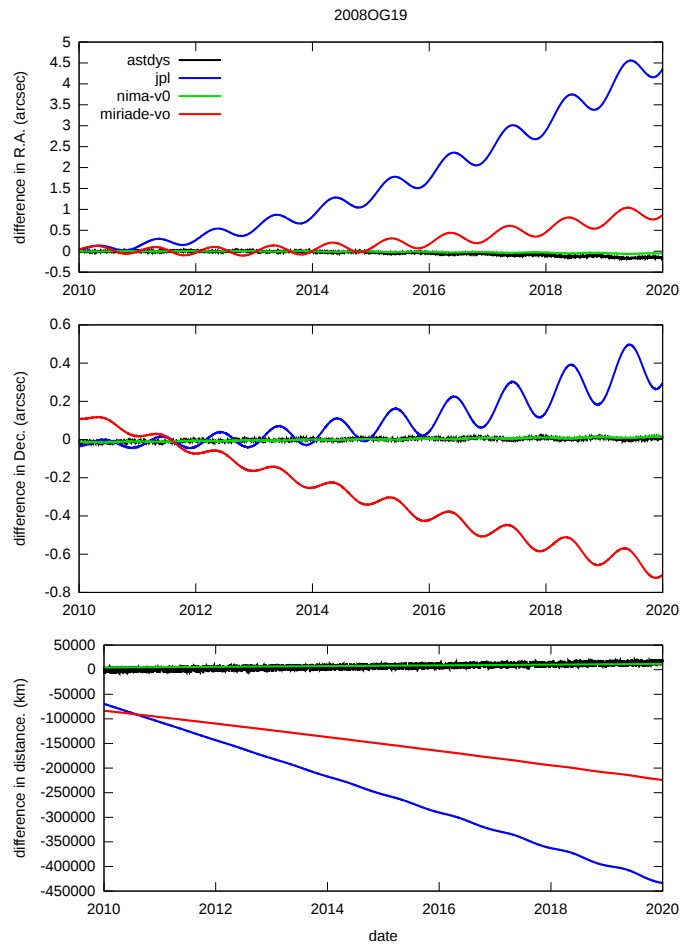 2008OG19
difference in R.A. (arcsec)
5
4.5
4
3.5
3
2.5
2
1.5
1
0.5
0
-0.5
astdys
jpl
nima-v0
miriade-vo
2010 2012 2014 2016 2018 2020
difference in Dec. (arcsec)
0.6
0.4
0.2
0
-0.2
-0.4
-0.6
-0.8
2010 2012 2014 2016 2018 2020
difference in distance. (km)
50000
0
-50000
-100000
-150000
-200000
-250000
-300000
-350000
-400000
-450000
2010 2012 2014 2016 2018 2020
date